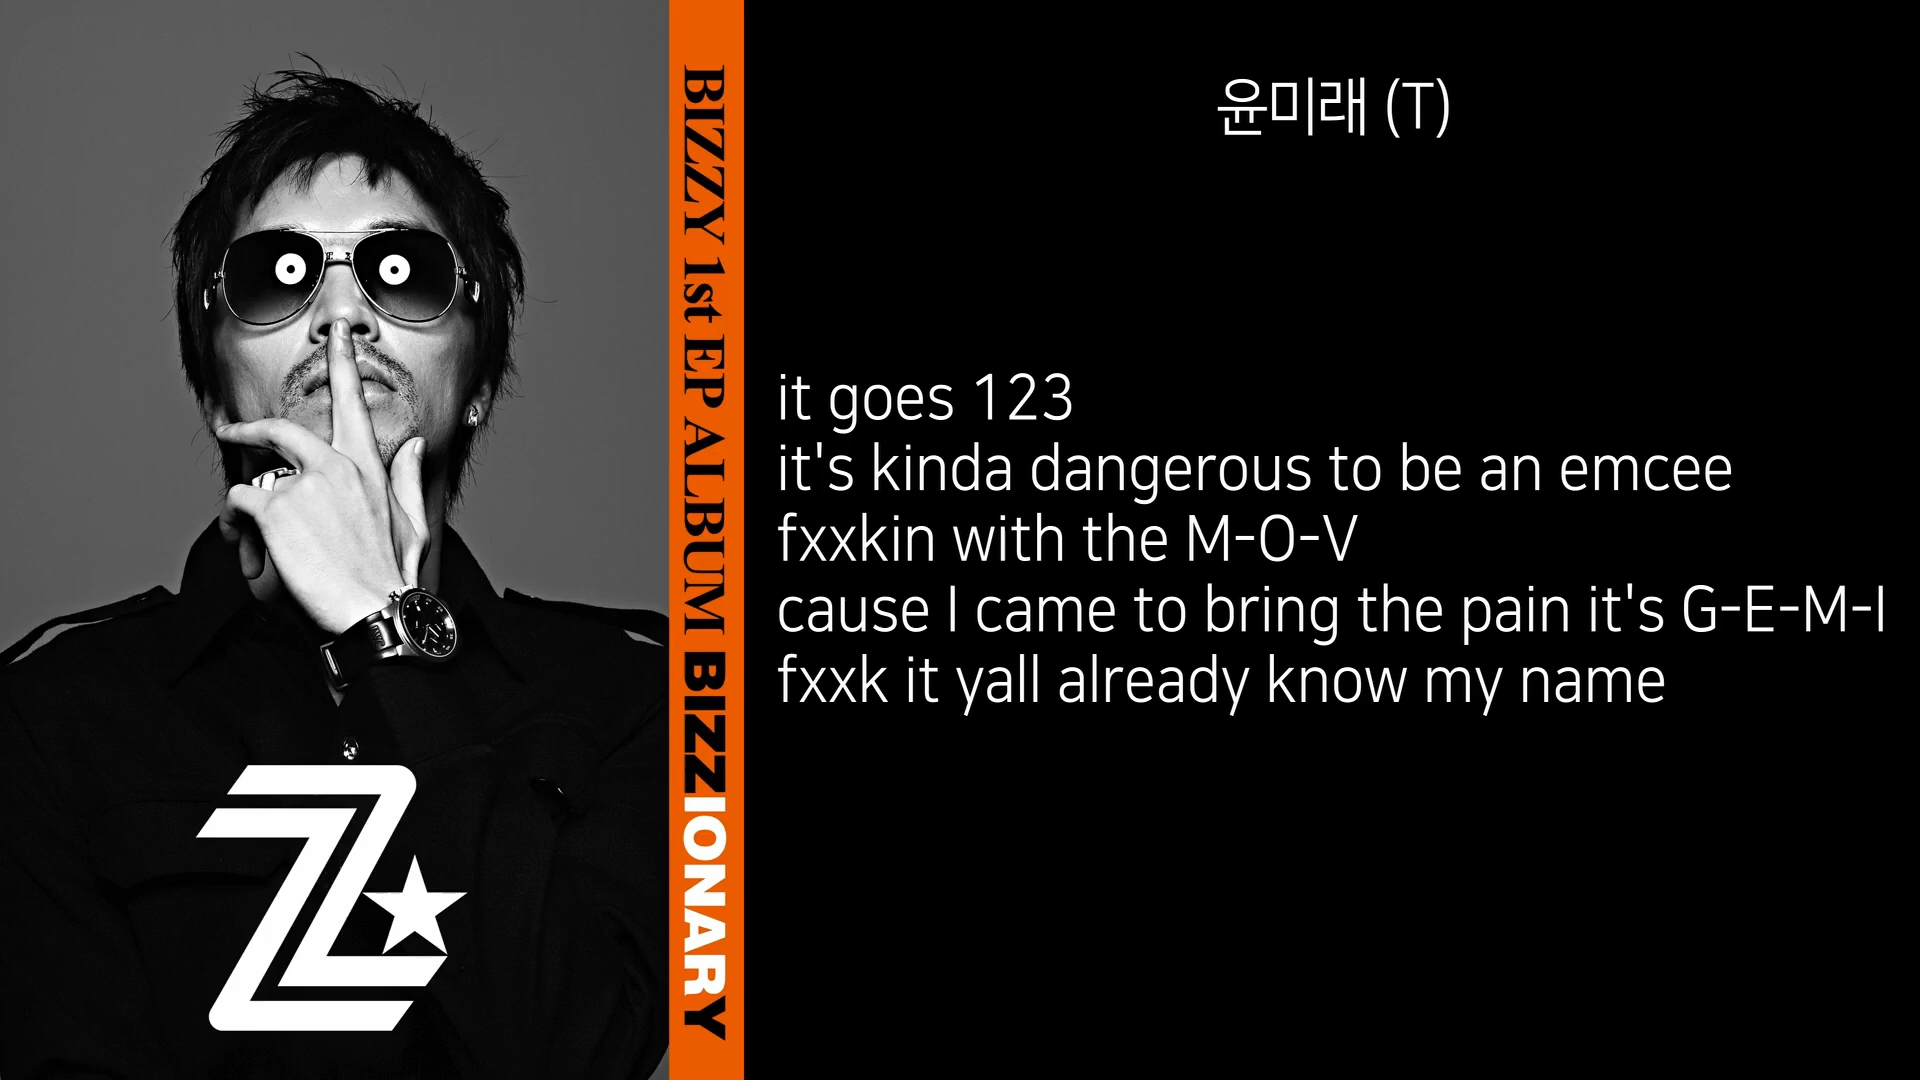 BIZZY 1st EP ALBUM BIZZIONARY
윤미래 (T)
it goes 123
it's kinda dangerous to be an emcee
fxxkin with the M-O-V
cause I came to bring the pain it's G-E-M-I
fxxk it yall already know my name